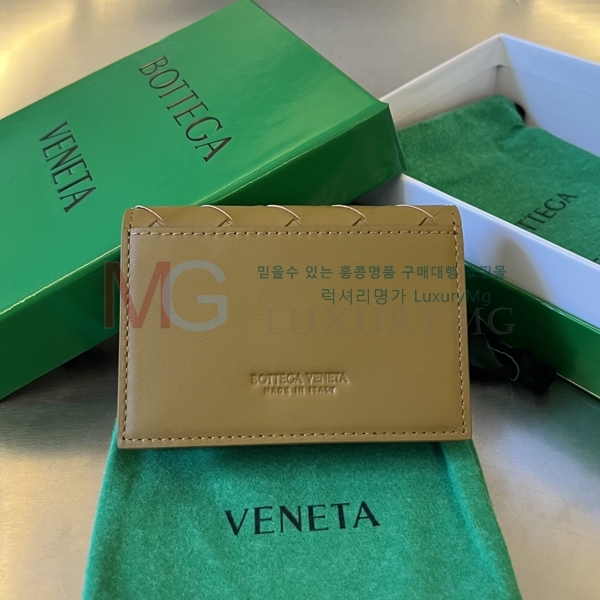 BOTTEGA
VENETA
BOTTEGA
믿을수 있는 홍콩명품 구매대행
럭셔리명가 LuxuryMg
MG
LUXURY MG
BOTTEGA VENETA
MADE IN ITALY
VENETA